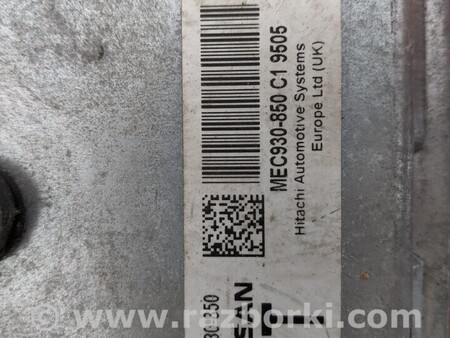 MEC930-850 C1 9505
Hitachi Automotive Systems
Europe Ltd (UK)
www.razborki.com